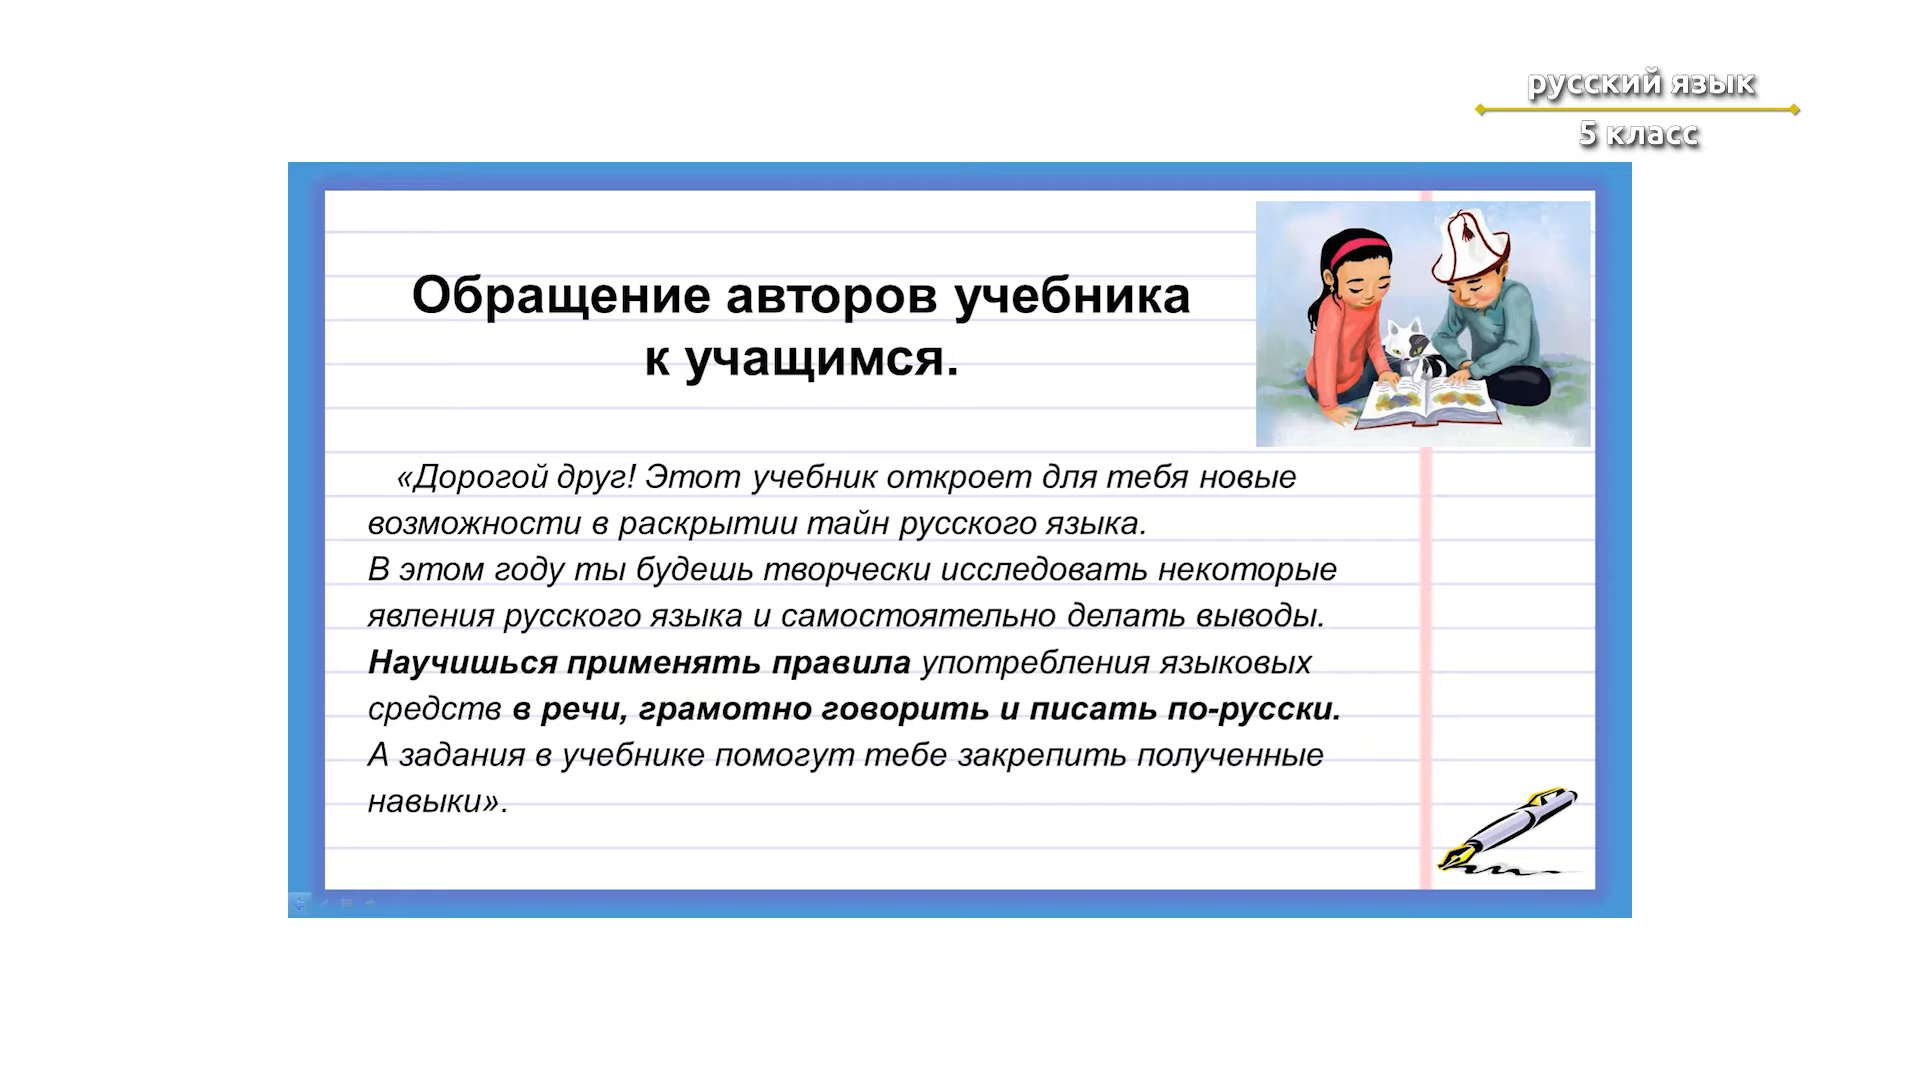 русский язык
5 класс
Обращение авторов учебника
к учащимся.
«Дорогой друг! Этот учебник откроет для тебя новые
возможности в раскрытии тайн русского языка.
В этом году ты будешь творчески исследовать некоторые
явления русского языка и самостоятельно делать выводы.
Научишься применять правила употребления языковых
средств в речи, грамотно говорить и писать по-русски.
А задания в учебнике помогут тебе закрепить полученные
навыки».